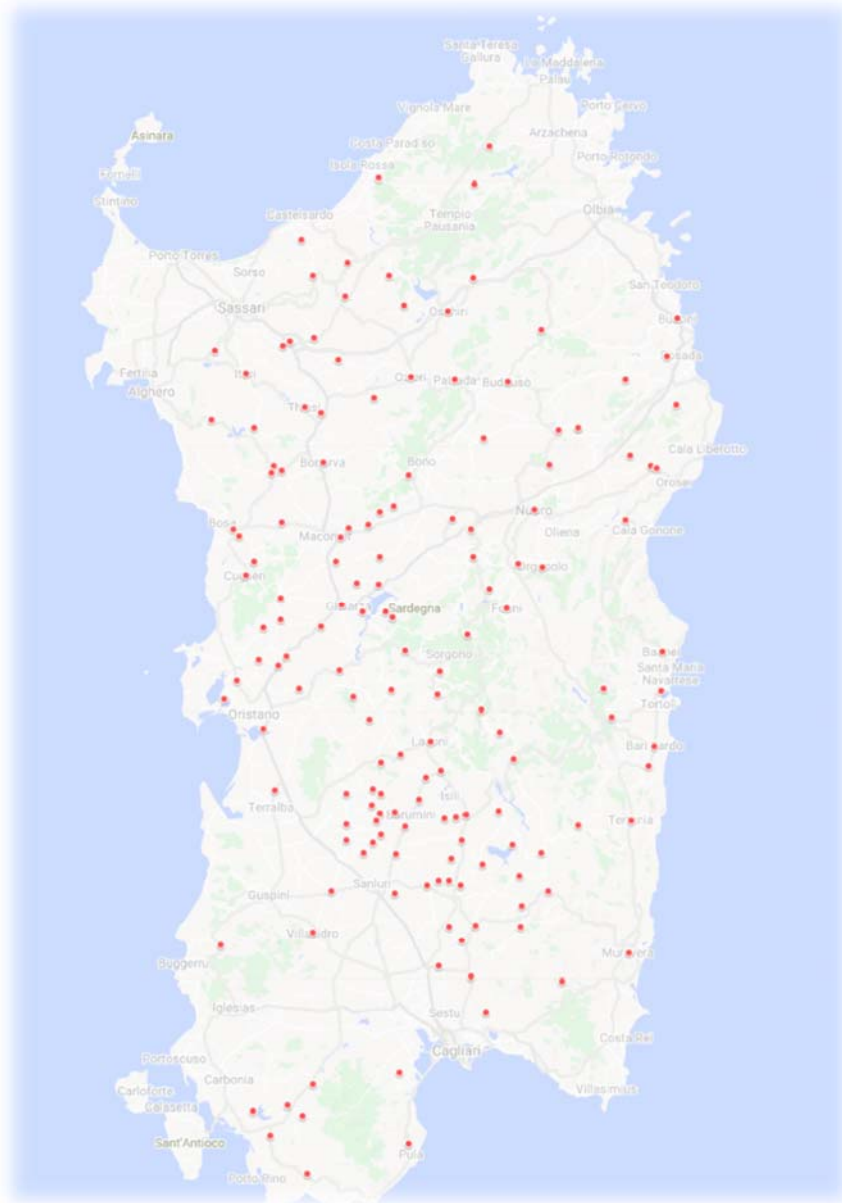 Santa Teresa
Gallura
La Maddalena
Palau
Vignola Mare
Porto Cervo
Arzachena
Asinara
Costa Paradiso
Isola Rossa
Porto Rotondo
Fornelli
Stintino
Castelsardo
Tempio
Pausania
Olbia
Porto Torres
Sorso
San Teodoro
Sassari
Oschiri
Budoni
Posada
Fertilia
Alghero
Ittiri
Ozieri
Pattada
Buddusò
Thiesi
Bonorva
Bono
Cala Liberotto
Orosei
Bosa
Macomer
Nuoro
Oliena
Cala Gonone
Cuglieri
Orgosolo
Ghilarza
Sardegna
Fonni
Sorgono
Baunei
Santa Maria
Navarrese
Tortolì
Oristano
Laconi
Bari Sardo
Terralba
Isili
Barumini
Tertenia
Guspini
Sanluri
Villacidro
Buggerru
Muravera
Iglesias
Sestu
Costa Rei
Cagliari
Portoscuso
Carbonia
Carloforte
Calasetta
Villasimius
Sant'Antioco
Pula
Porto Pino